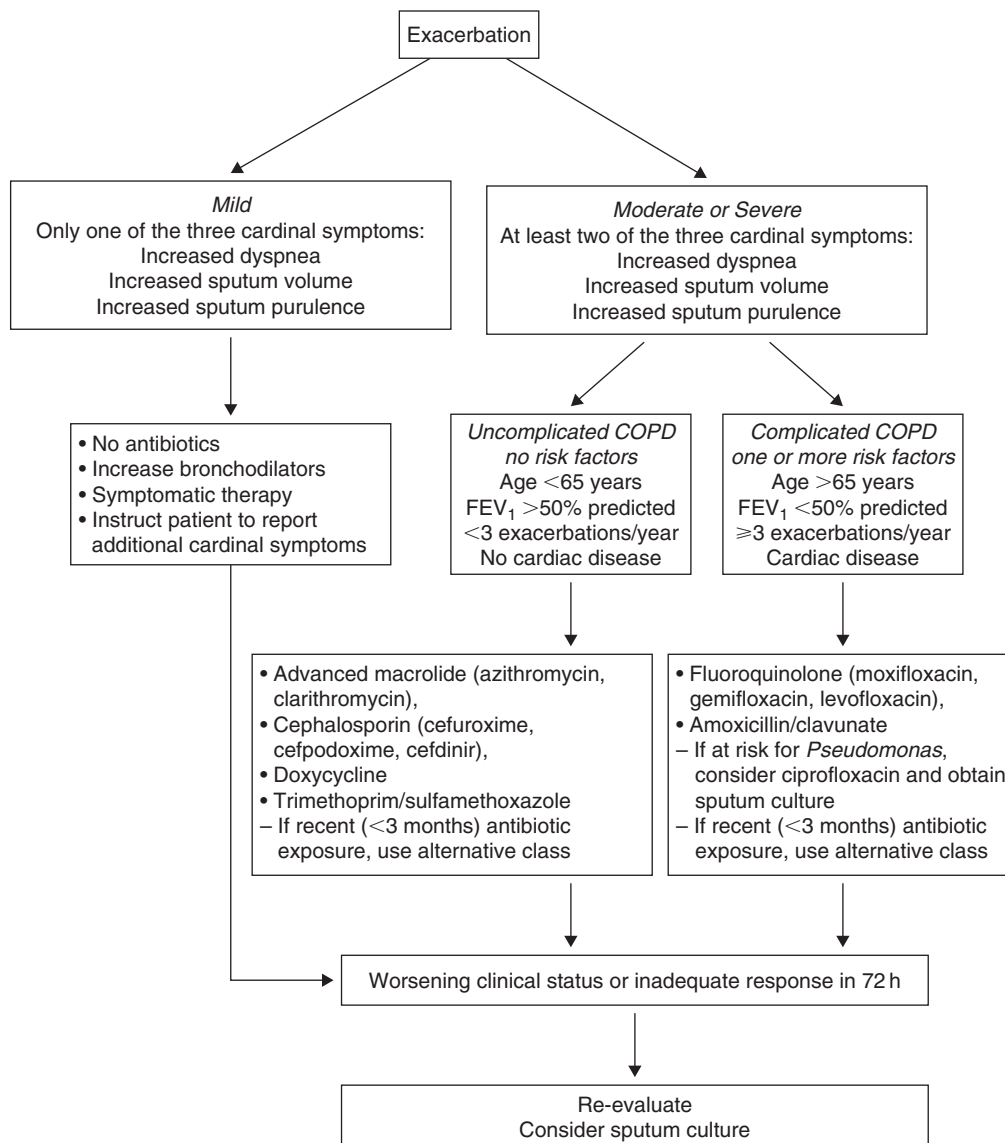 Exacerbation
Mild
Only one of the three cardinal symptoms:
Increased dyspnea
Increased sputum volume
Increased sputum purulence
Moderate or Severe
At least two of the three cardinal symptoms:
Increased dyspnea
Increased sputum volume
Increased sputum purulence
• No antibiotics
• Increase bronchodilators
• Symptomatic therapy
• Instruct patient to report
additional cardinal symptoms
Uncomplicated COPD
no risk factors
Age <65 years
FEV₁ >50% predicted
<3 exacerbations/year
No cardiac disease
Complicated COPD
one or more risk factors
Age >65 years
FEV₁ <50% predicted
⩾3 exacerbations/year
Cardiac disease
• Advanced macrolide (azithromycin,
clarithromycin),
• Cephalosporin (cefuroxime,
cefpodoxime, cefdinir),
• Doxycycline
• Trimethoprim/sulfamethoxazole
– If recent (<3 months) antibiotic
exposure, use alternative class
• Fluoroquinolone (moxifloxacin,
gemifloxacin, levofloxacin),
• Amoxicillin/clavunate
– If at risk for Pseudomonas,
consider ciprofloxacin and obtain
sputum culture
– If recent (<3 months) antibiotic
exposure, use alternative class
Worsening clinical status or inadequate response in 72 h
Re-evaluate
Consider sputum culture